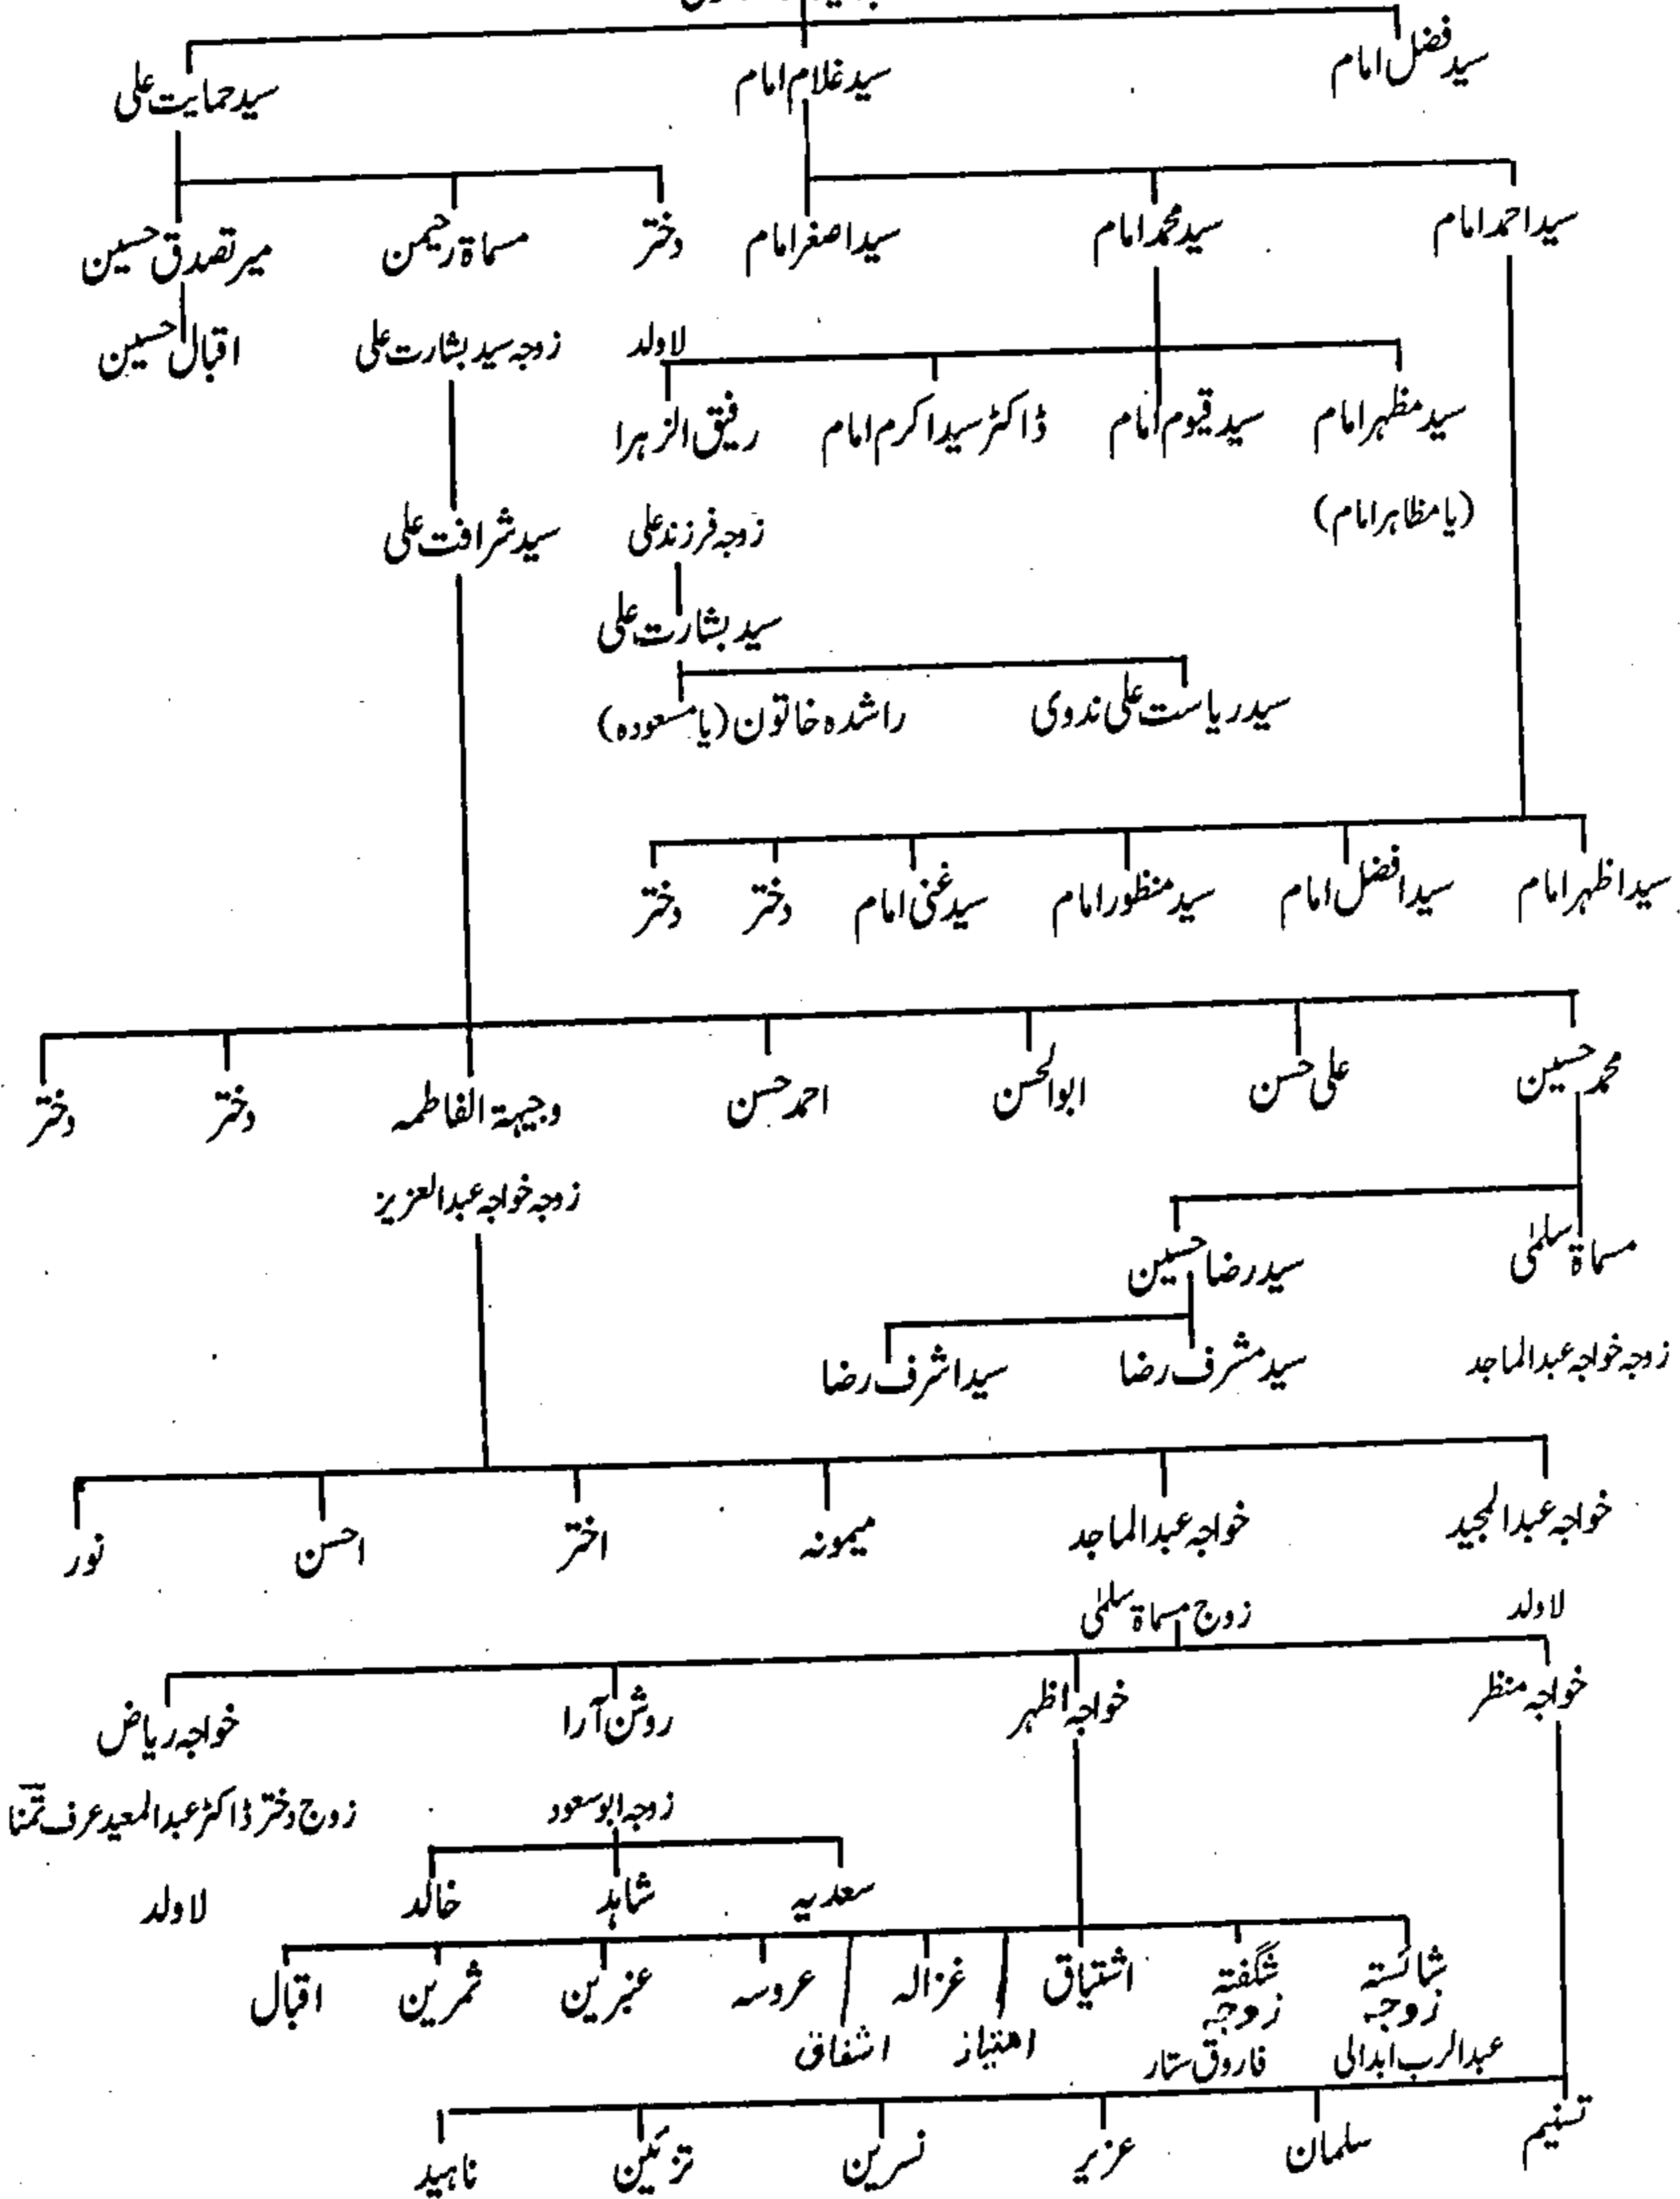 سید فضل امام سید غلام امام سید حمایت علی
سید احمد امام سید محمد امام سید اصغر امام دختر مسماۃ رحیمن میر تصدق حسین
لاولد زوجہ سید بشارت علی اقبال حسین
سید مظہر امام سید قیوم امام ڈاکٹر سید اکرم امام رفیق الزہرا
(یا مظاہر امام) زوجہ فرزند علی سید شرافت علی
سید بشارت علی
سید ریاست علی ندوی راشدہ خاتون (یا مسعودہ)
سید اظہر امام سید افضل امام سید منظور امام سید غنی امام دختر دختر
محمد حسین علی حسن ابوالحسن احمد حسن وجیہۃ الفاطمہ دختر دختر
زوجہ خواجہ عبدالعزیز
مسماۃ سلمٰی سید رضا حسین
زوجہ خواجہ عبدالماجد سید مشرف رضا سید اشرف رضا
خواجہ عبدالمجید خواجہ عبدالماجد میمونہ اختر احسن نور
لاولد زوج مسماۃ سلمٰی
خواجہ منظر خواجہ اظہر روشن آرا خواجہ ریاض
زوجہ ابوسعود زوج دختر ڈاکٹر عبدالمعید عرف تمنّا
سعدیہ شاہد خالد لاولد
شائستہ شگفتہ اشتیاق غزالہ عروسہ عنبرین ثمرین اقبال
زوجہ زوجہ
عبدالرب ابدالی فاروق ستار امتیاز اشفاق
تسنیم سلمان عزیر نسرین تزئین ناہید